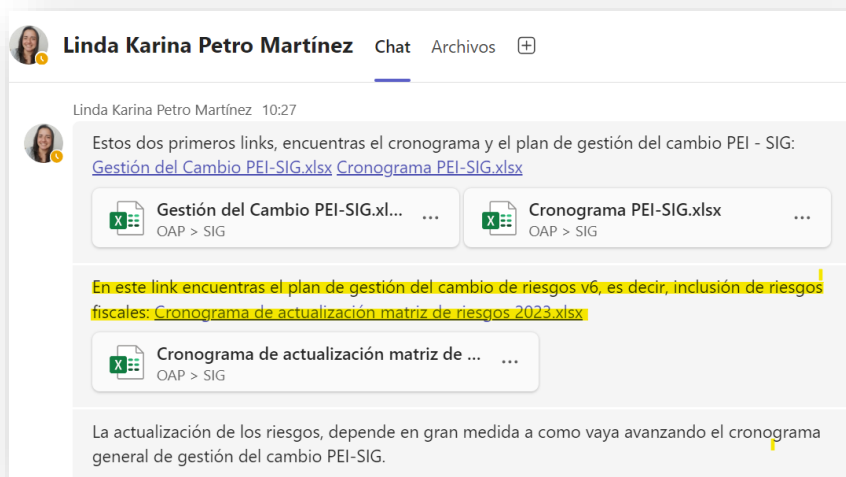 Linda Karina Petro Martínez Chat Archivos
Linda Karina Petro Martínez 10:27
Estos dos primeros links, encuentras el cronograma y el plan de gestión del cambio PEI - SIG:
Gestión del Cambio PEI-SIG.xlsx Cronograma PEI-SIG.xlsx
Gestión del Cambio PEI-SIG.xl... ... Cronograma PEI-SIG.xlsx ...
OAP > SIG OAP > SIG
En este link encuentras el plan de gestión del cambio de riesgos v6, es decir, inclusión de riesgos
fiscales: Cronograma de actualización matriz de riesgos 2023.xlsx
Cronograma de actualización matriz de ... ...
OAP > SIG
La actualización de los riesgos, depende en gran medida a como vaya avanzando el cronograma
general de gestión del cambio PEI-SIG.